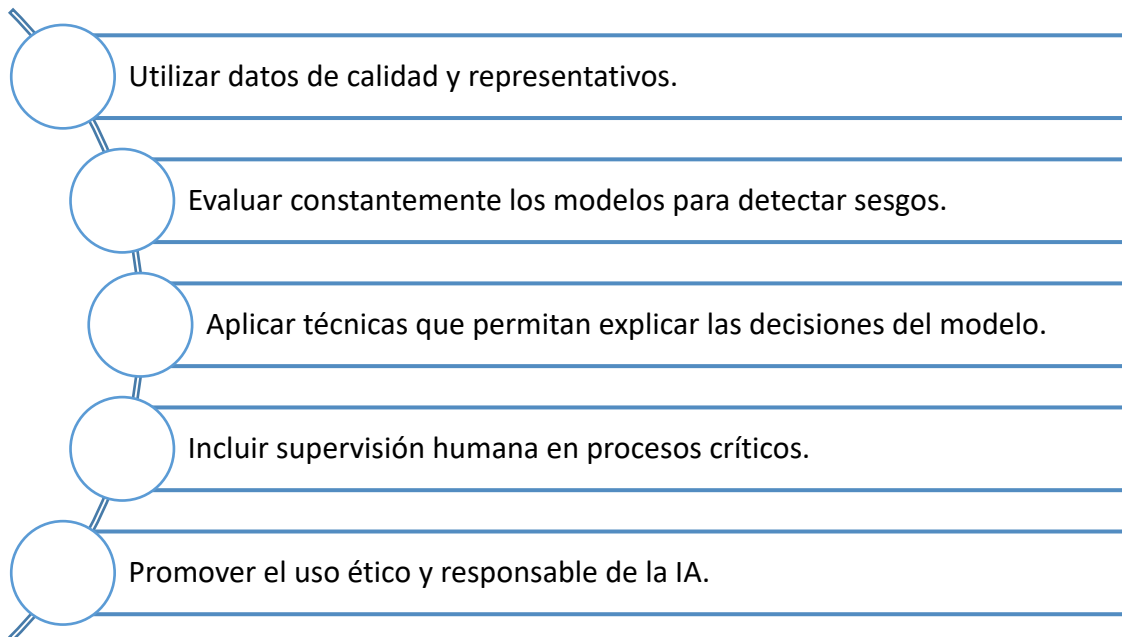 Utilizar datos de calidad y representativos.
Evaluar constantemente los modelos para detectar sesgos.
Aplicar técnicas que permitan explicar las decisiones del modelo.
Incluir supervisión humana en procesos críticos.
Promover el uso ético y responsable de la IA.